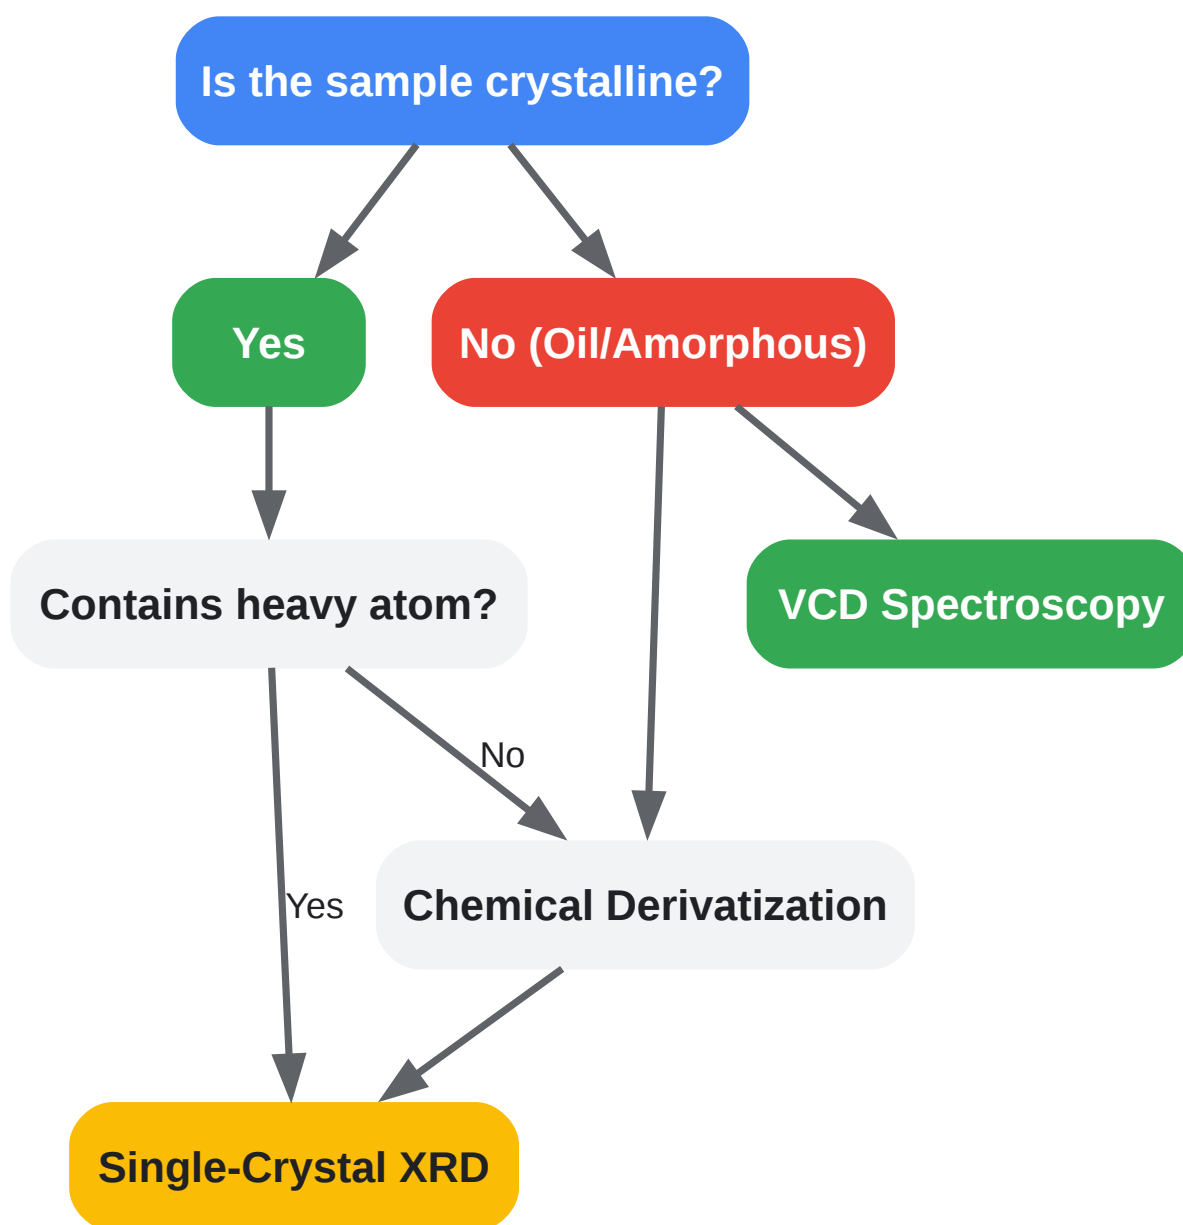 Is the sample crystalline?
Yes
No (Oil/Amorphous)
Contains heavy atom?
VCD Spectroscopy
No
Yes
Chemical Derivatization
Single-Crystal XRD